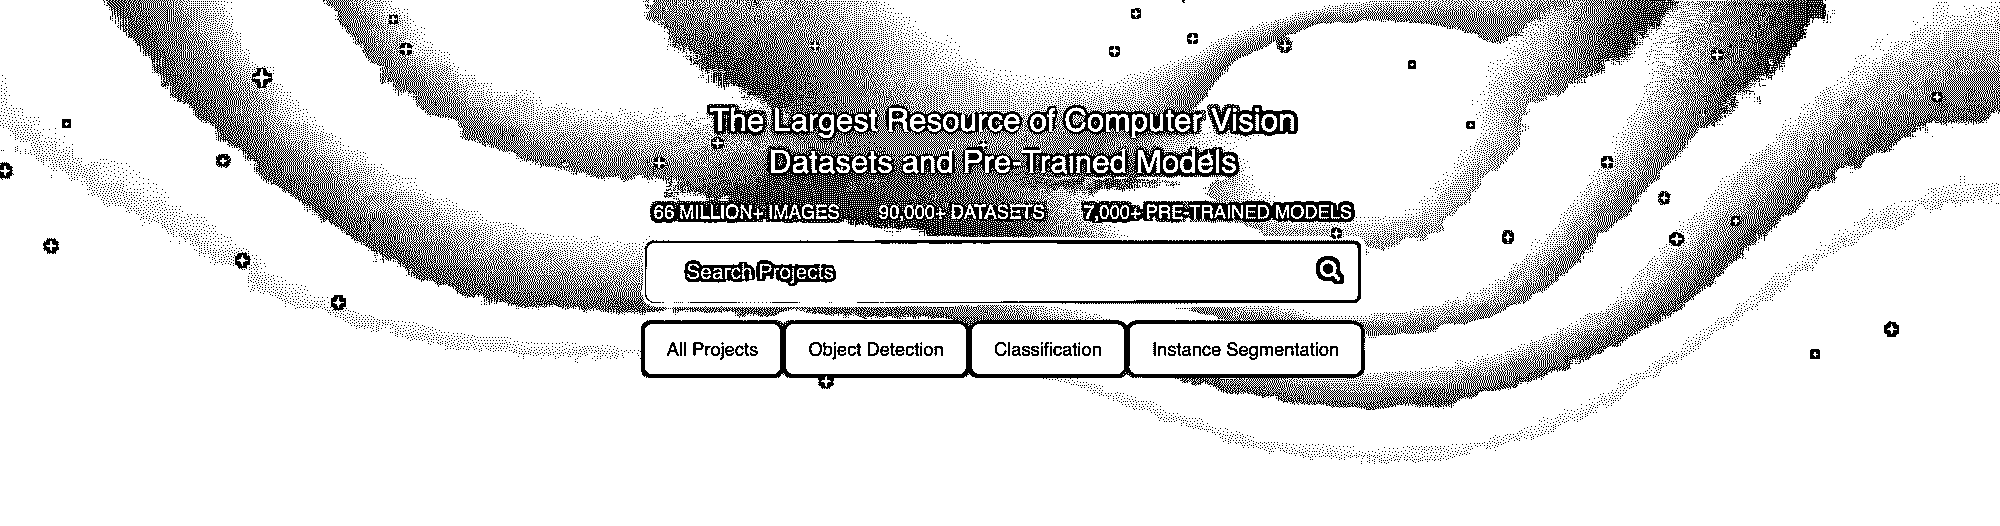 The Largest Resource of Computer Vision
Datasets and Pre-Trained Models
66 MILLION+ IMAGES 90,000+ DATASETS 7,000+ PRE-TRAINED MODELS
Search Projects
All Projects Object Detection Classification Instance Segmentation